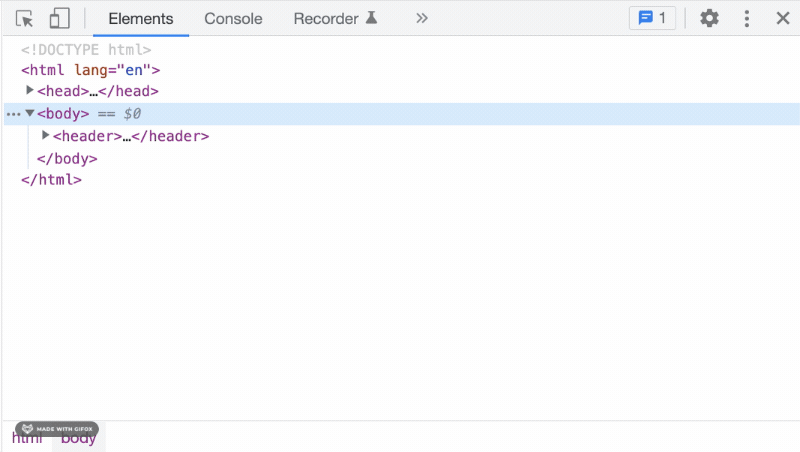 Elements Console Recorder 1
<!DOCTYPE html>
<html lang="en">
<head>…</head>
<body> == $0
<header>…</header>
</body>
</html>
MADE WITH GIFOX
html body